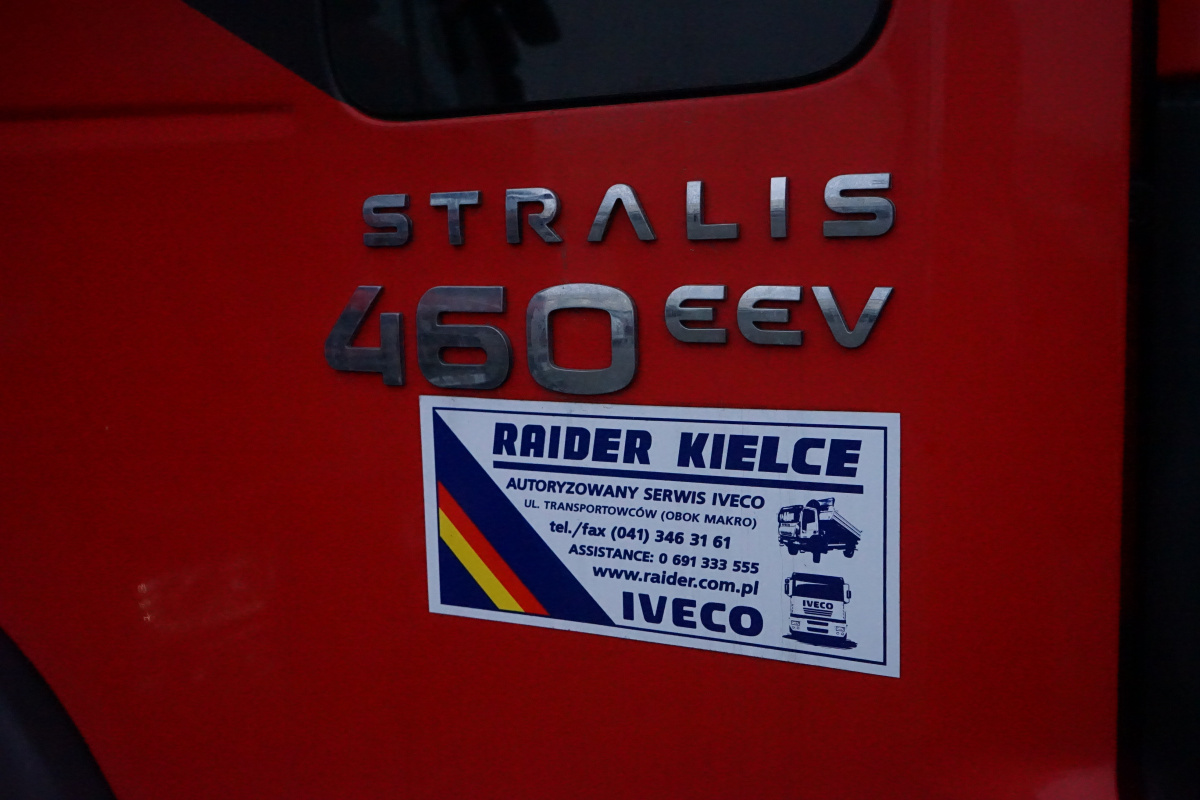 STRALIS
460 EEV
RAIDER KIELCE
AUTORYZOWANY SERWIS IVECO
UL. TRANSPORTOWCÓW (OBOK MAKRO)
tel./fax (041) 346 31 61
ASSISTANCE: 0 691 333 555
www.raider.com.pl
IVECO
IVECO